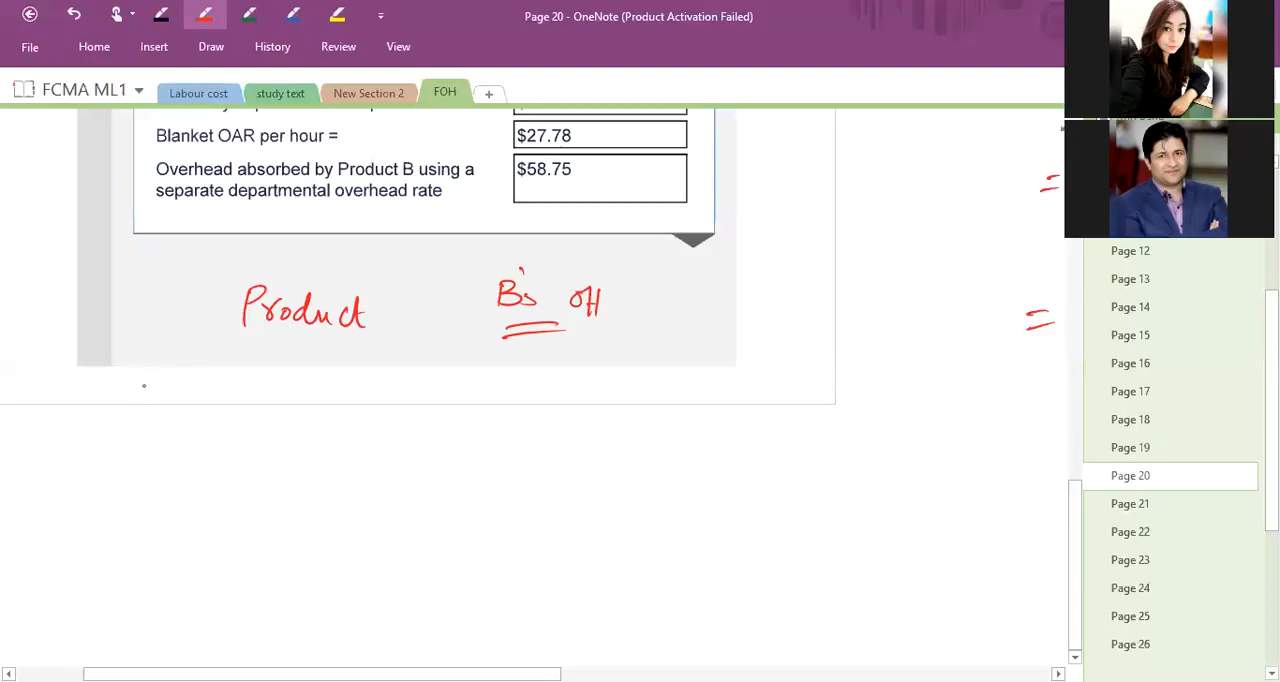 Page 20 - OneNote (Product Activation Failed)
File Home Insert Draw History Review View
FCMA ML1 Labour cost study text New Section 2 FOH +
Blanket OAR per hour = $27.78
Overhead absorbed by Product B using a $58.75
separate departmental overhead rate
Product B's OH
=
=
Page 12
Page 13
Page 14
Page 15
Page 16
Page 17
Page 18
Page 19
Page 20
Page 21
Page 22
Page 23
Page 24
Page 25
Page 26